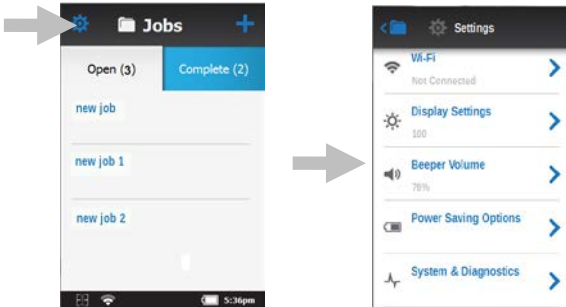 Jobs
Open (3)
Complete (2)
new job
new job 1
new job 2
5:36pm
Settings
Wi-Fi
Not Connected
Display Settings
100
Beeper Volume
76%
Power Saving Options
System & Diagnostics